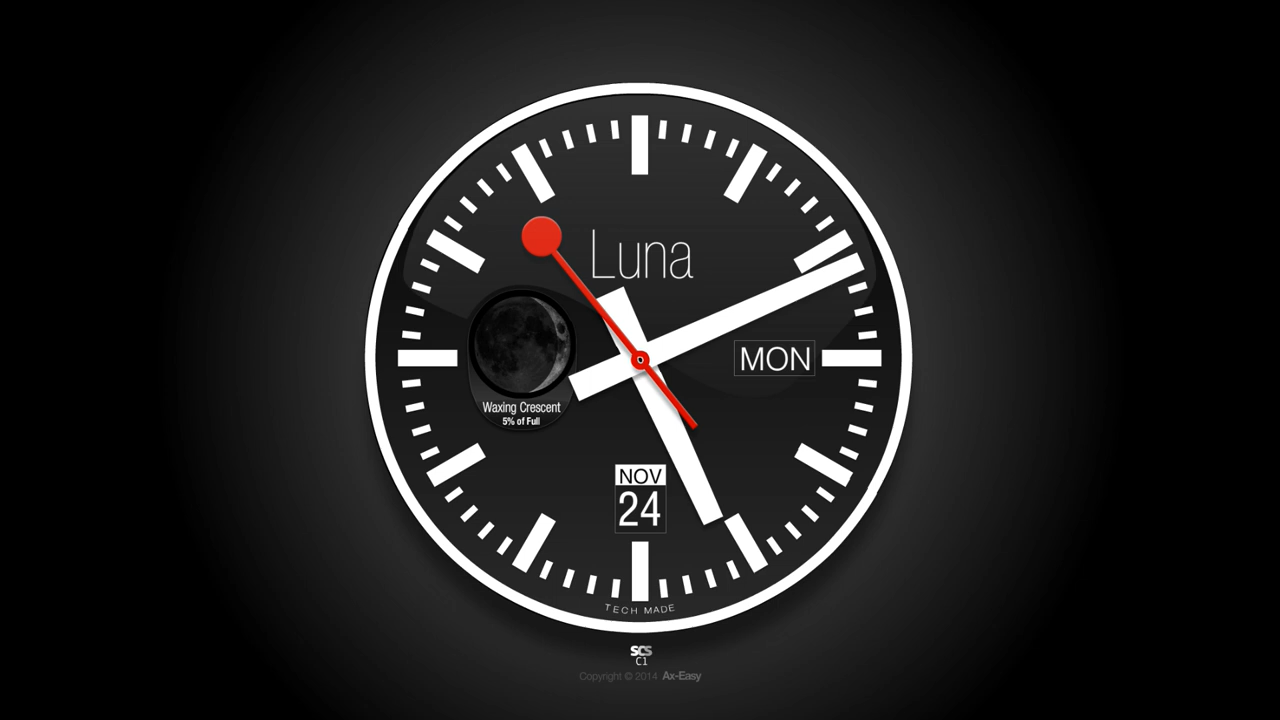 Luna
MON
Waxing Crescent
5% of Full
NOV
24
TECH MADE
SCS
C1
Copyright © 2014 Ax-Easy